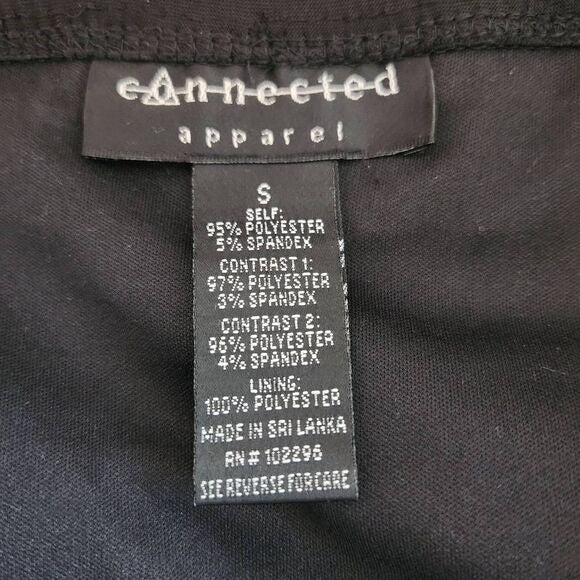 connected
apparel
S
SELF:
95% POLYESTER
5% SPANDEX
CONTRAST 1:
97% POLYESTER
3% SPANDEX
CONTRAST 2:
96% POLYESTER
4% SPANDEX
LINING:
100% POLYESTER
MADE IN SRI LANKA
RN# 102296
SEE REVERSE FOR CARE